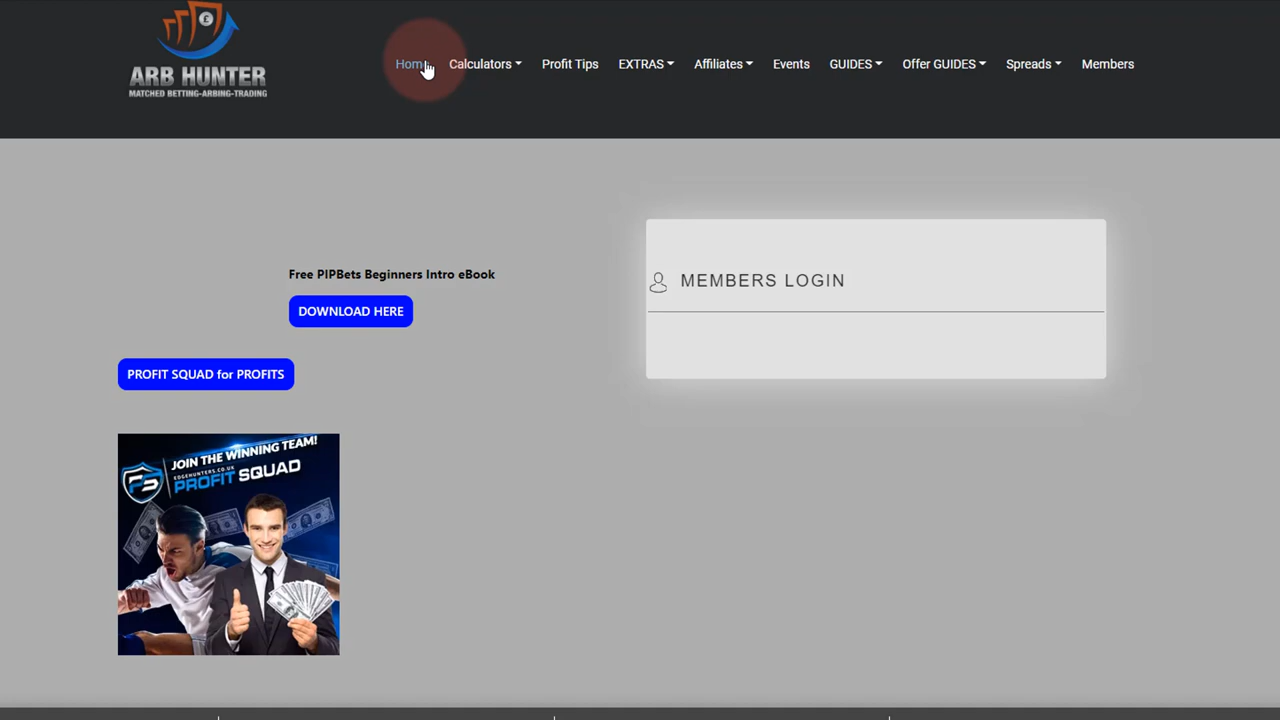 ARB HUNTER
MATCHED BETTING-ARBING-TRADING
Home Calculators Profit Tips EXTRAS Affiliates Events GUIDES Offer GUIDES Spreads Members
Free PIPBets Beginners Intro eBook
DOWNLOAD HERE
MEMBERS LOGIN
PROFIT SQUAD for PROFITS
JOIN THE WINNING TEAM!
EDGEHUNTERS.CO.UK
PROFIT SQUAD